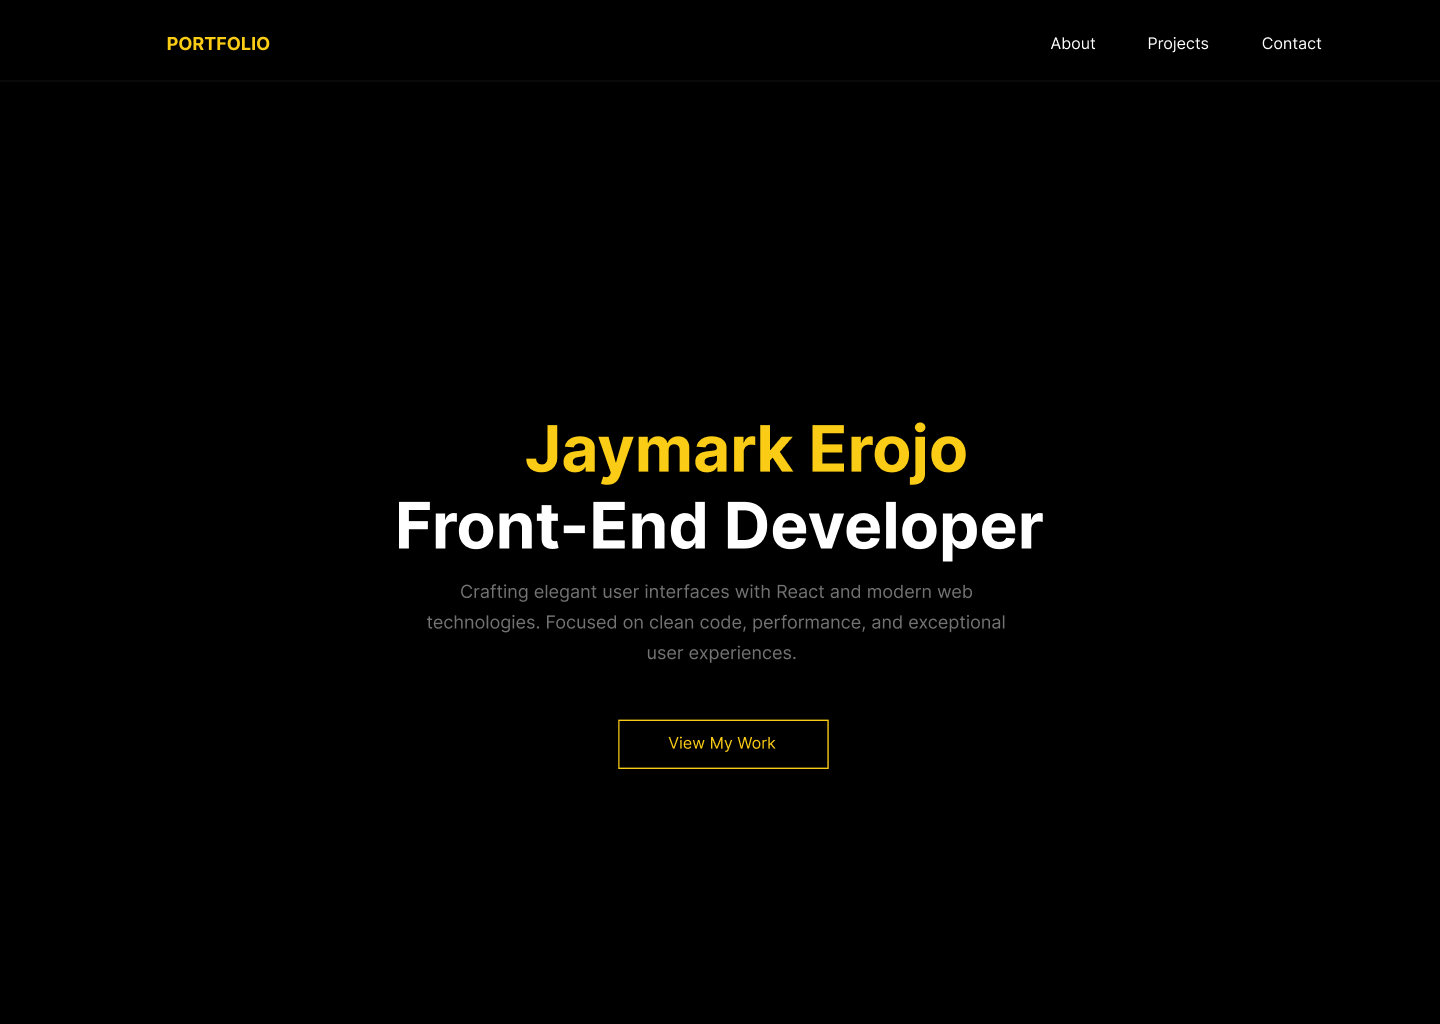 PORTFOLIO About Projects Contact
Jaymark Erojo
Front-End Developer
Crafting elegant user interfaces with React and modern web
technologies. Focused on clean code, performance, and exceptional
user experiences.
View My Work